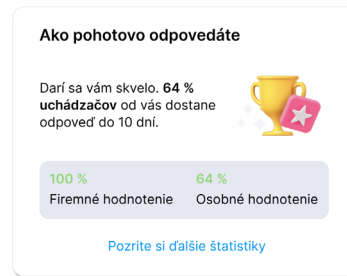 Ako pohotovo odpovedáte
Darí sa vám skvelo. 64 %
uchádzačov od vás dostane
odpoveď do 10 dní.
100 %
Firemné hodnotenie
64 %
Osobné hodnotenie
Pozrite si ďalšie štatistiky